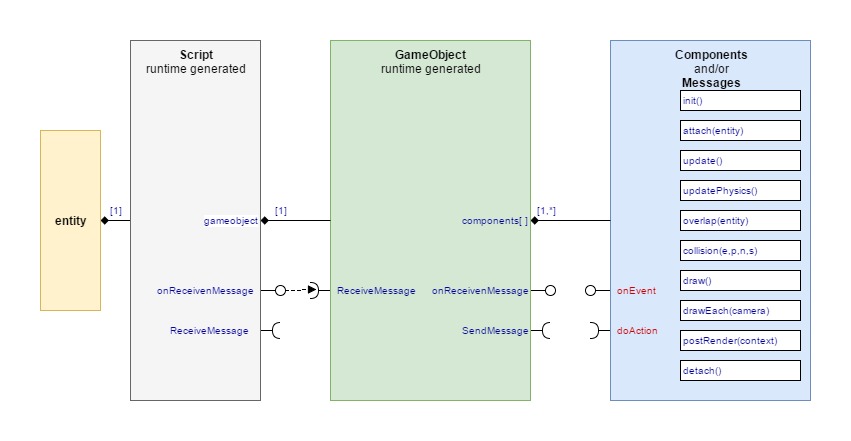 Script
runtime generated
GameObject
runtime generated
Components
and/or
Messages
init()
attach(entity)
update()
updatePhysics()
overlap(entity)
collision(e,p,n,s)
draw()
drawEach(camera)
postRender(context)
detach()
entity
[1]
gameobject
[1]
components[ ]
[1,*]
onReceivenMessage
ReceiveMessage
onReceivenMessage
onEvent
ReceiveMessage
SendMessage
doAction